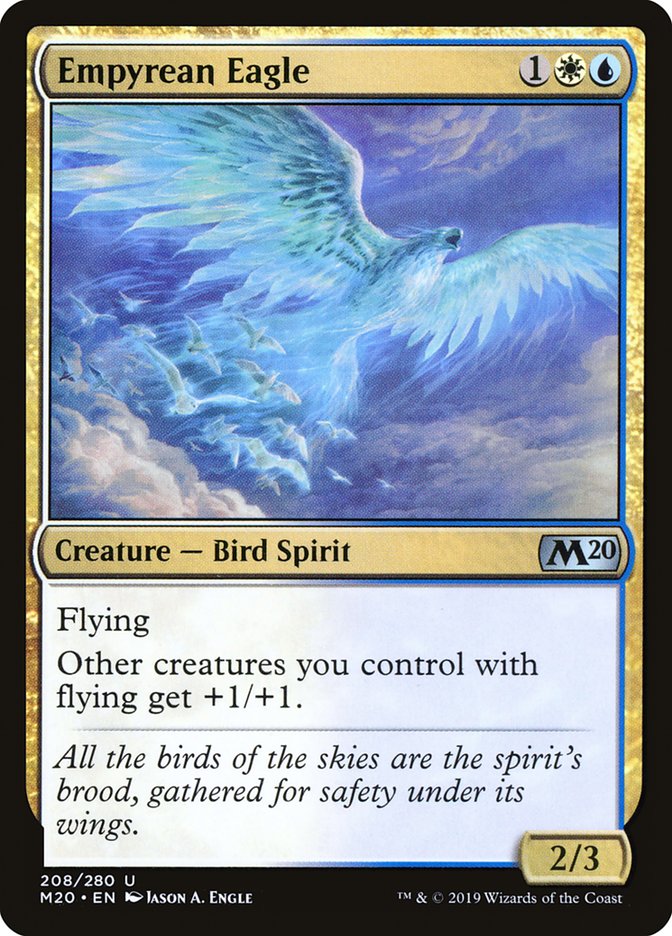 Empyrean Eagle 1
Creature — Bird Spirit M20
Flying
Other creatures you control with
flying get +1/+1.
All the birds of the skies are the spirit's
brood, gathered for safety under its
wings.
2/3
208/280 U
M20 • EN Jason A. Engle ™ & © 2019 Wizards of the Coast